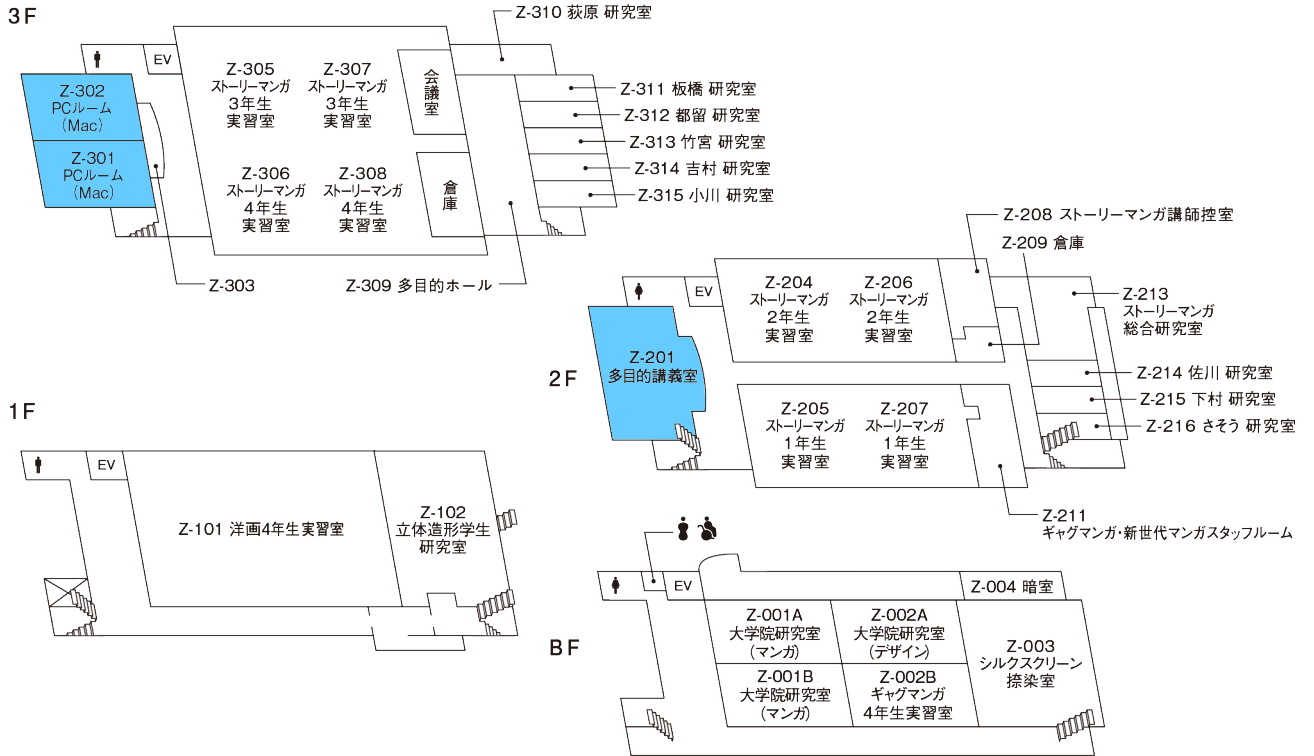 3F
EV
Z-302
PCルーム
(Mac)
Z-301
PCルーム
(Mac)
Z-303
Z-305
ストーリーマンガ
3年生
実習室
Z-307
ストーリーマンガ
3年生
実習室
Z-306
ストーリーマンガ
4年生
実習室
Z-308
ストーリーマンガ
4年生
実習室
会議室
倉庫
Z-309 多目的ホール
Z-310 荻原 研究室
Z-311 板橋 研究室
Z-312 都留 研究室
Z-313 竹宮 研究室
Z-314 吉村 研究室
Z-315 小川 研究室
2F
EV
Z-201
多目的講義室
Z-204
ストーリーマンガ
2年生
実習室
Z-206
ストーリーマンガ
2年生
実習室
Z-205
ストーリーマンガ
1年生
実習室
Z-207
ストーリーマンガ
1年生
実習室
Z-208 ストーリーマンガ講師控室
Z-209 倉庫
Z-213
ストーリーマンガ
総合研究室
Z-214 佐川 研究室
Z-215 下村 研究室
Z-216 さそう 研究室
Z-211
ギャグマンガ・新世代マンガスタッフルーム
1F
EV
Z-101 洋画4年生実習室
Z-102
立体造形学生
研究室
BF
EV
Z-004 暗室
Z-001A
大学院研究室
(マンガ)
Z-002A
大学院研究室
(デザイン)
Z-001B
大学院研究室
(マンガ)
Z-002B
ギャグマンガ
4年生実習室
Z-003
シルクスクリーン
捺染室